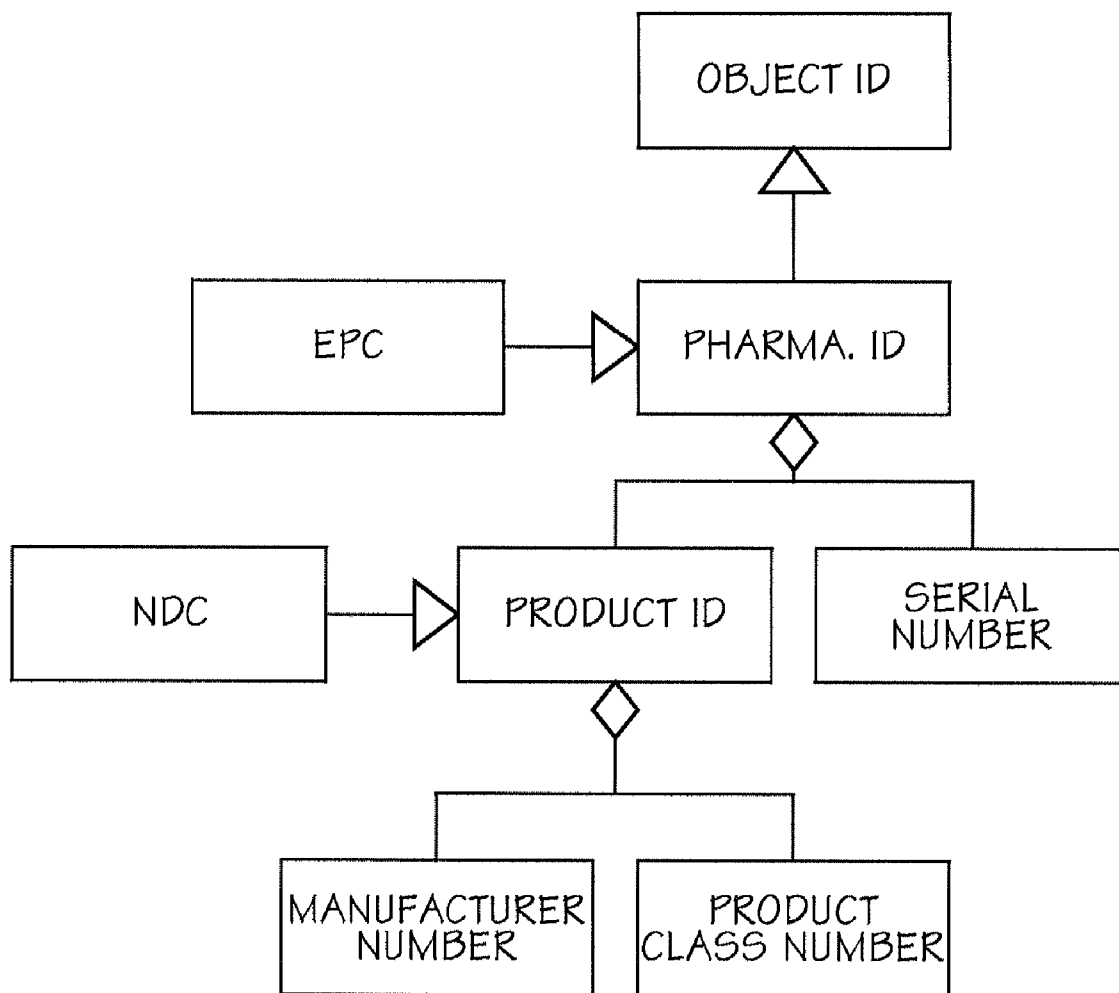 OBJECT ID
EPC
PHARMA. ID
NDC
PRODUCT ID
SERIAL
NUMBER
MANUFACTURER
NUMBER
PRODUCT
CLASS NUMBER